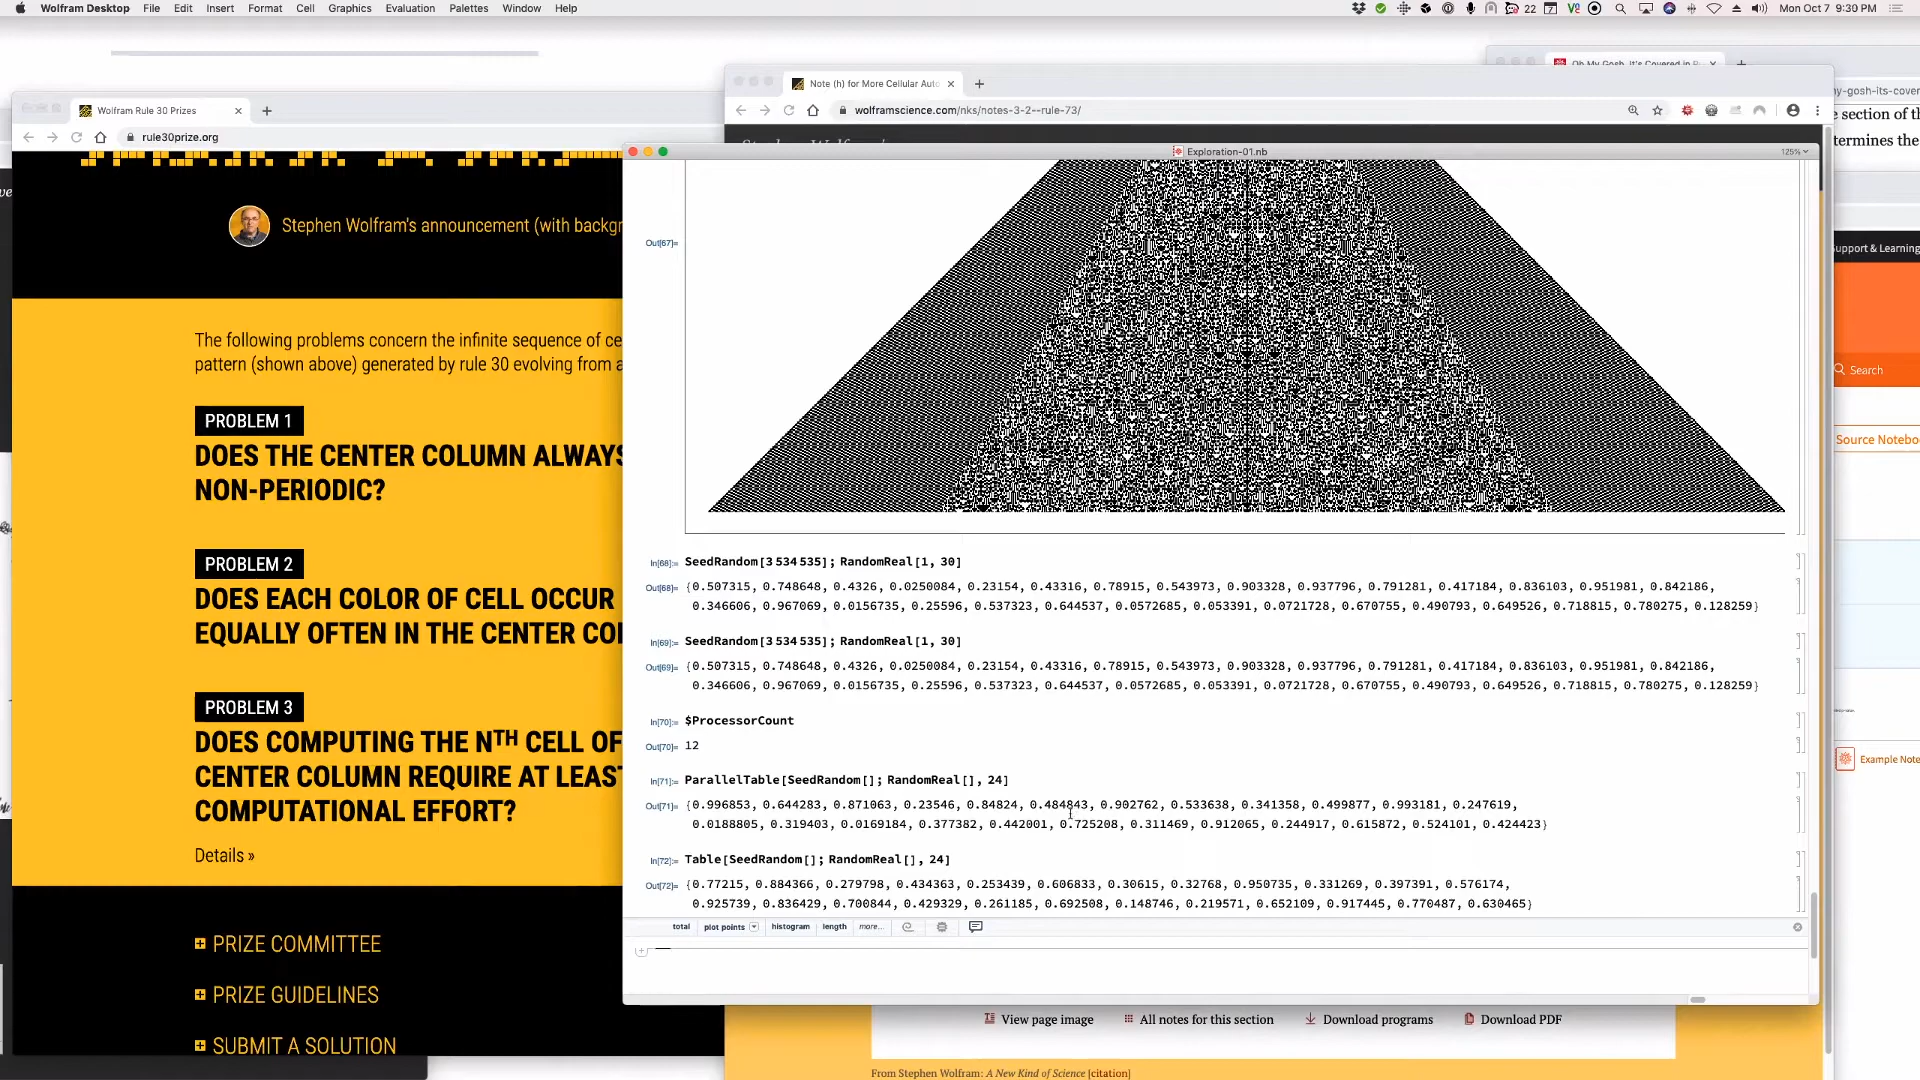 Wolfram Desktop File Edit Insert Format Cell Graphics Evaluation Palettes Window Help
22 Mon Oct 7 9:30 PM
Wolfram Rule 30 Prizes
rule30prize.org
Stephen Wolfram's announcement (with backgr
The following problems concern the infinite sequence of ce
pattern (shown above) generated by rule 30 evolving from a
PROBLEM 1
DOES THE CENTER COLUMN ALWAYS
NON-PERIODIC?
PROBLEM 2
DOES EACH COLOR OF CELL OCCUR
EQUALLY OFTEN IN THE CENTER CO
PROBLEM 3
DOES COMPUTING THE NTH CELL OF
CENTER COLUMN REQUIRE AT LEAST
COMPUTATIONAL EFFORT?
Details »
PRIZE COMMITTEE
PRIZE GUIDELINES
SUBMIT A SOLUTION
Note (h) for More Cellular Auto
wolframscience.com/nks/notes-3-2--rule-73/
Exploration-01.nb
125%
Out[67]=
In[68]:= SeedRandom[3 534 535]; RandomReal[1, 30]
Out[68]= {0.507315, 0.748648, 0.4326, 0.0250084, 0.23154, 0.43316, 0.78915, 0.543973, 0.903328, 0.937796, 0.791281, 0.417184, 0.836103, 0.951981, 0.842186,
0.346606, 0.967069, 0.0156735, 0.25596, 0.537323, 0.644537, 0.0572685, 0.053391, 0.0721728, 0.670755, 0.490793, 0.649526, 0.718815, 0.780275, 0.128259}
In[69]:= SeedRandom[3 534 535]; RandomReal[1, 30]
Out[69]= {0.507315, 0.748648, 0.4326, 0.0250084, 0.23154, 0.43316, 0.78915, 0.543973, 0.903328, 0.937796, 0.791281, 0.417184, 0.836103, 0.951981, 0.842186,
0.346606, 0.967069, 0.0156735, 0.25596, 0.537323, 0.644537, 0.0572685, 0.053391, 0.0721728, 0.670755, 0.490793, 0.649526, 0.718815, 0.780275, 0.128259}
In[70]:= $ProcessorCount
Out[70]= 12
In[71]:= ParallelTable[SeedRandom[]; RandomReal[], 24]
Out[71]= {0.996853, 0.644283, 0.871063, 0.23546, 0.84824, 0.484843, 0.902762, 0.533638, 0.341358, 0.499877, 0.993181, 0.247619,
0.0188805, 0.319403, 0.0169184, 0.377382, 0.442001, 0.725208, 0.311469, 0.912065, 0.244917, 0.615872, 0.524101, 0.424423}
In[72]:= Table[SeedRandom[]; RandomReal[], 24]
Out[72]= {0.77215, 0.884366, 0.279798, 0.434363, 0.253439, 0.606833, 0.30615, 0.32768, 0.950735, 0.331269, 0.397391, 0.576174,
0.925739, 0.836429, 0.700844, 0.429329, 0.261185, 0.692508, 0.148746, 0.219571, 0.652109, 0.917445, 0.770487, 0.630465}
total plot points histogram length more...
View page image All notes for this section Download programs Download PDF
From Stephen Wolfram: A New Kind of Science [citation]
my-gosh-its-cover
e section of th
termines the
Support & Learning
Search
Source Notebo
Example Note